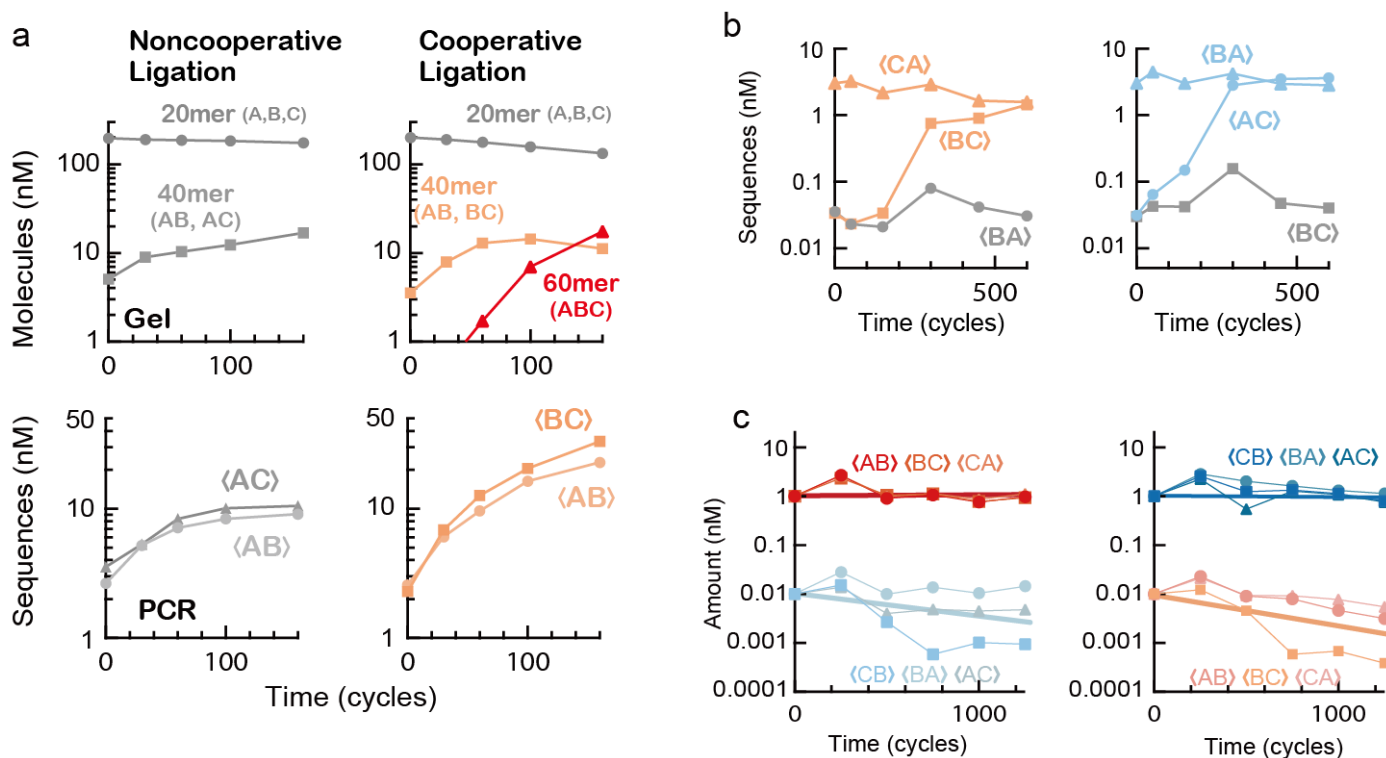 a
Noncooperative
Ligation
Cooperative
Ligation
20mer (A,B,C)
20mer (A,B,C)
Molecules (nM)
100
10
1
40mer
(AB, AC)
Gel
0
100
100
10
1
40mer
(AB, BC)
60mer
(ABC)
0
100
Sequences (nM)
50
10
1
⟨AC⟩
⟨AB⟩
PCR
0
100
50
10
1
⟨BC⟩
⟨AB⟩
0
100
Time (cycles)
b
Sequences (nM)
10
1
0.1
0.01
⟨CA⟩
⟨BC⟩
⟨BA⟩
0
500
Time (cycles)
10
1
0.1
0.01
⟨BA⟩
⟨AC⟩
⟨BC⟩
0
500
Time (cycles)
c
Amount (nM)
10
1
0.1
0.01
0.001
0.0001
⟨AB⟩ ⟨BC⟩ ⟨CA⟩
⟨CB⟩ ⟨BA⟩ ⟨AC⟩
0
1000
Time (cycles)
10
1
0.1
0.01
0.001
0.0001
⟨CB⟩ ⟨BA⟩ ⟨AC⟩
⟨AB⟩ ⟨BC⟩ ⟨CA⟩
0
1000
Time (cycles)